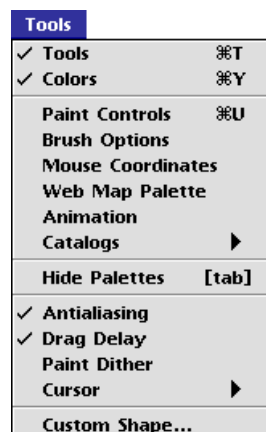 Tools
✓ Tools ⌘T
✓ Colors ⌘Y
Paint Controls ⌘U
Brush Options
Mouse Coordinates
Web Map Palette
Animation
Catalogs ▶
Hide Palettes [tab]
✓ Antialiasing
✓ Drag Delay
Paint Dither
Cursor ▶
Custom Shape...